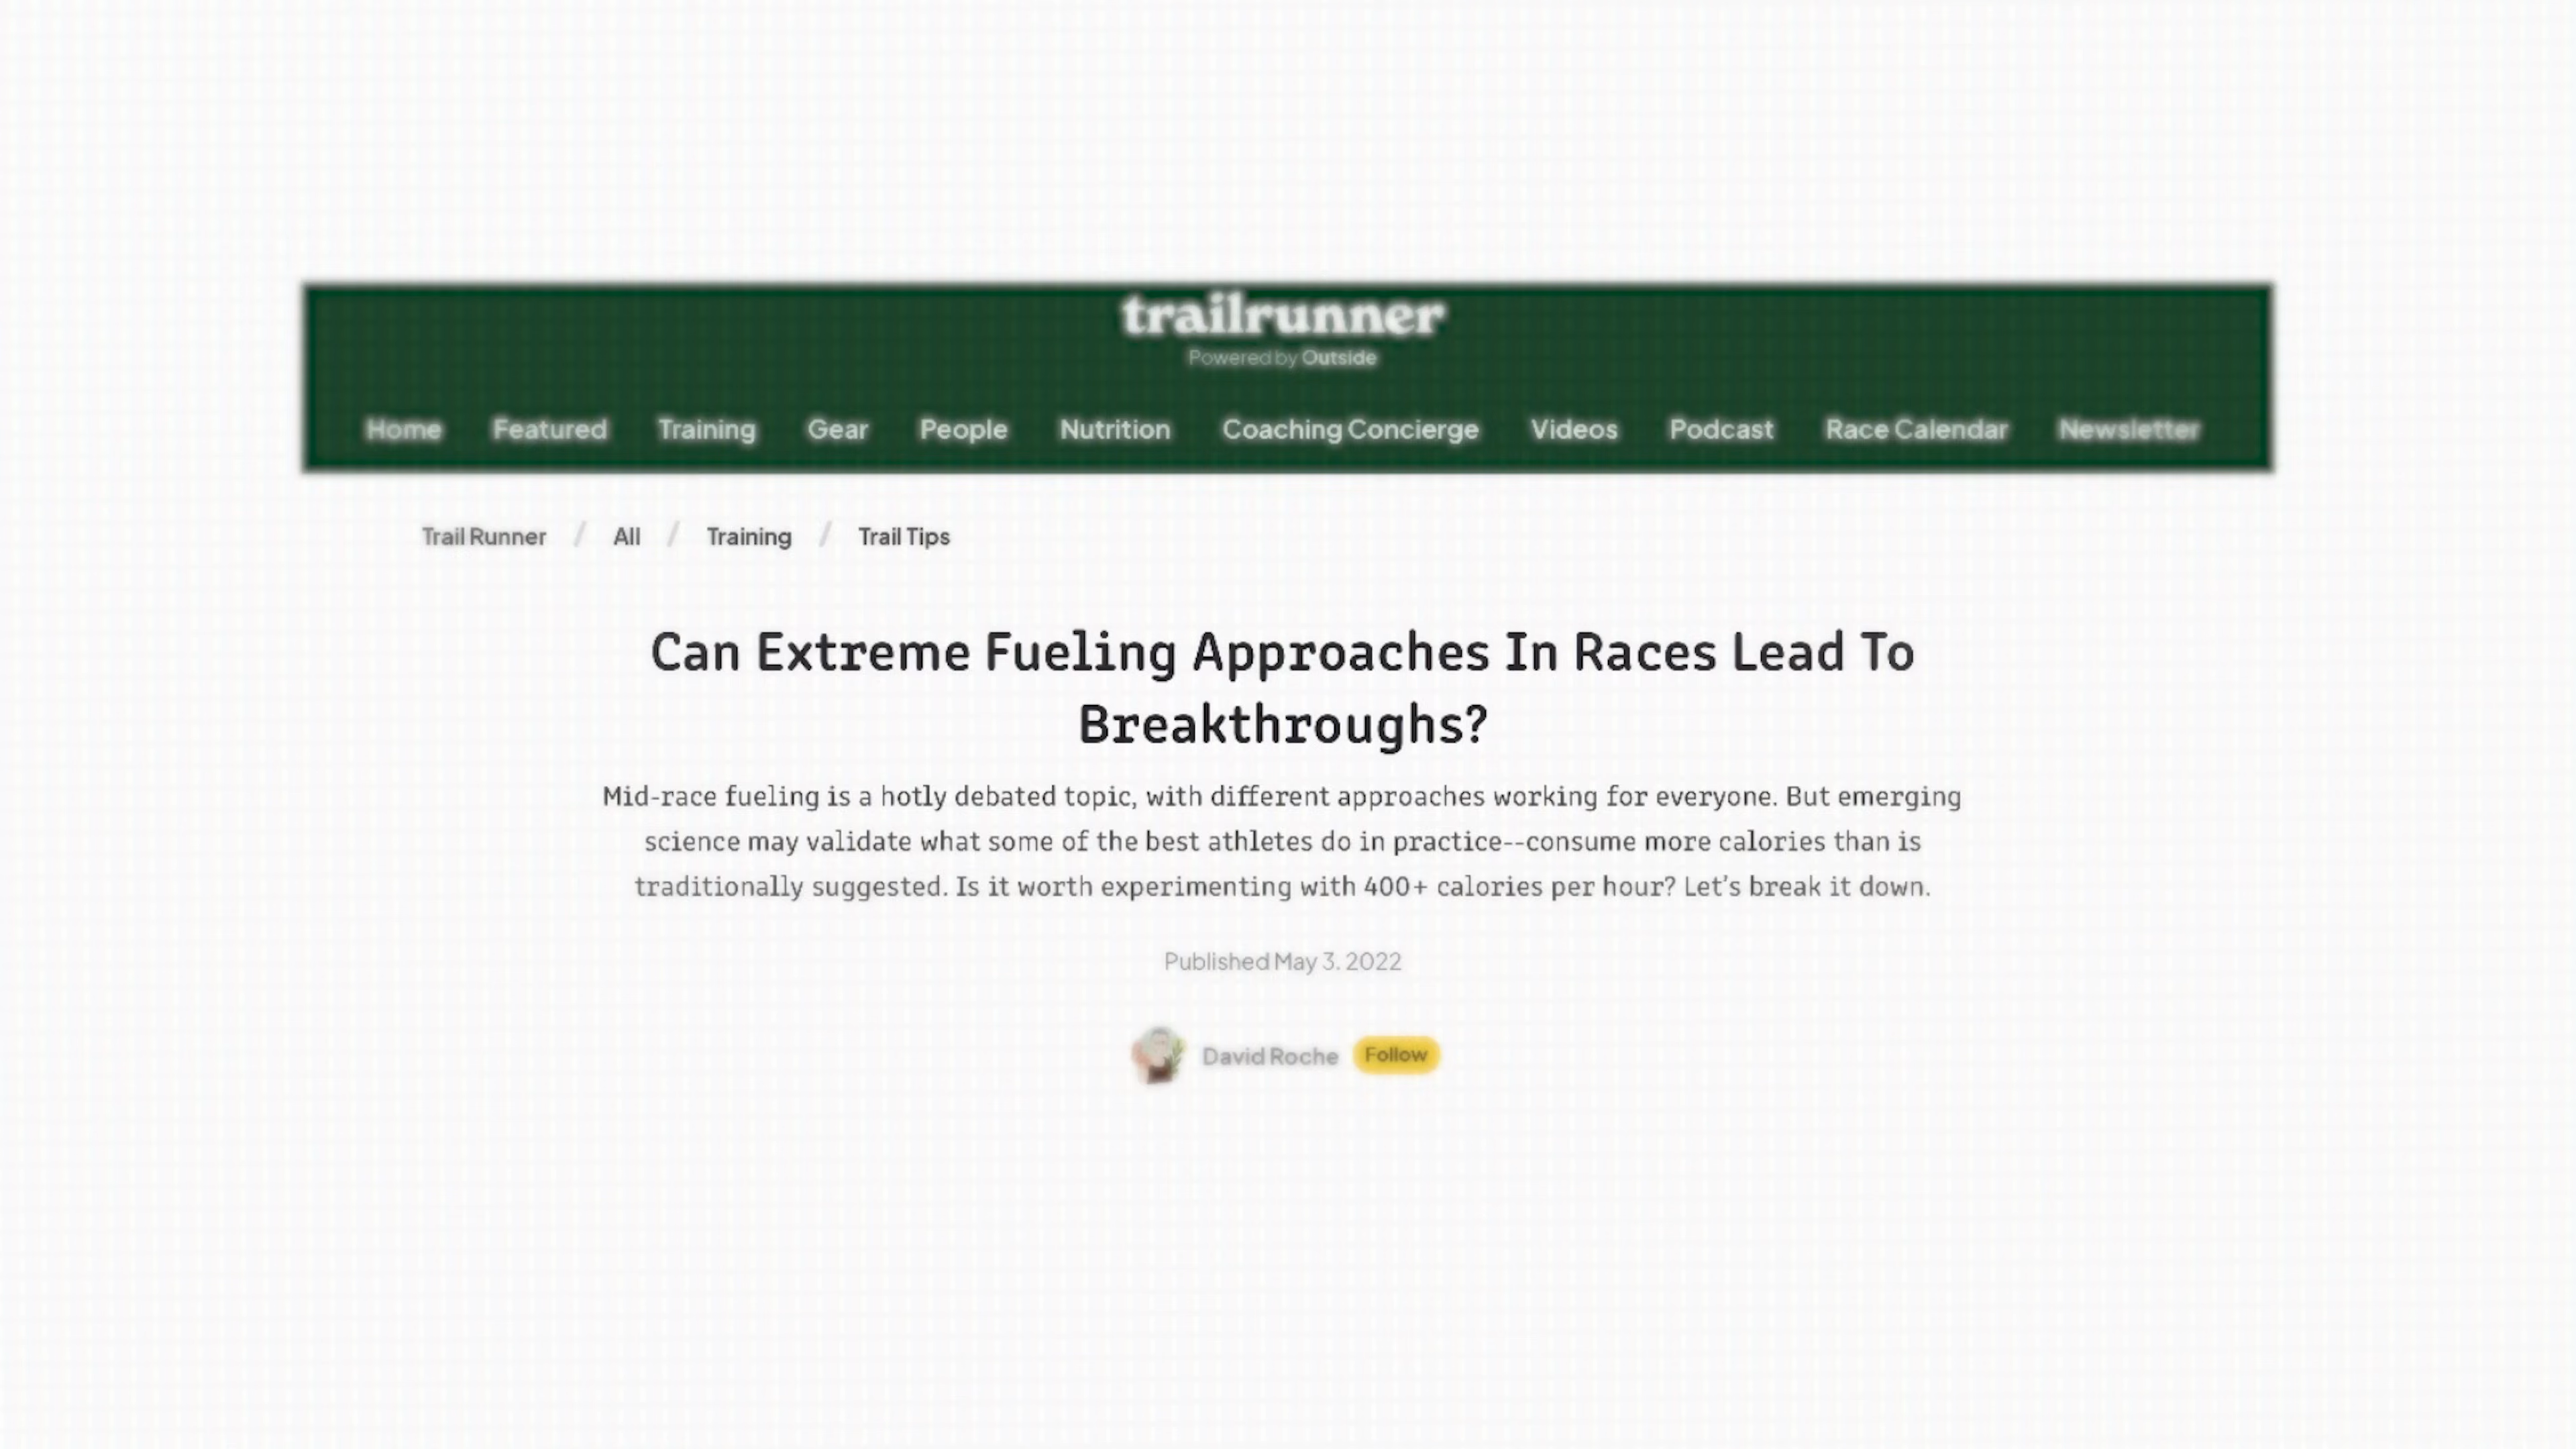 trailrunner
Powered by Outside
Home Featured Training Gear People Nutrition Coaching Concierge Videos Podcast Race Calendar Newsletter
Trail Runner / All / Training / Trail Tips
Can Extreme Fueling Approaches In Races Lead To
Breakthroughs?
Mid-race fueling is a hotly debated topic, with different approaches working for everyone. But emerging
science may validate what some of the best athletes do in practice--consume more calories than is
traditionally suggested. Is it worth experimenting with 400+ calories per hour? Let's break it down.
Published May 3, 2022
David Roche Follow